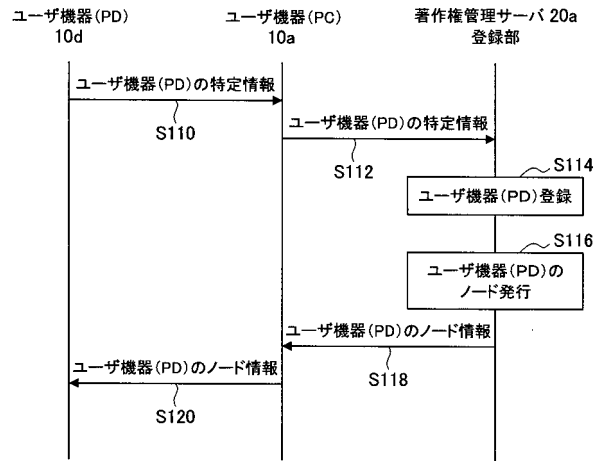 ユーザ機器(PD)
10d
ユーザ機器(PC)
10a
著作権管理サーバ 20a
登録部
ユーザ機器(PD)の特定情報
S110
ユーザ機器(PD)の特定情報
S112
S114
ユーザ機器(PD)登録
S116
ユーザ機器(PD)の
ノード発行
ユーザ機器(PD)のノード情報
S118
ユーザ機器(PD)のノード情報
S120